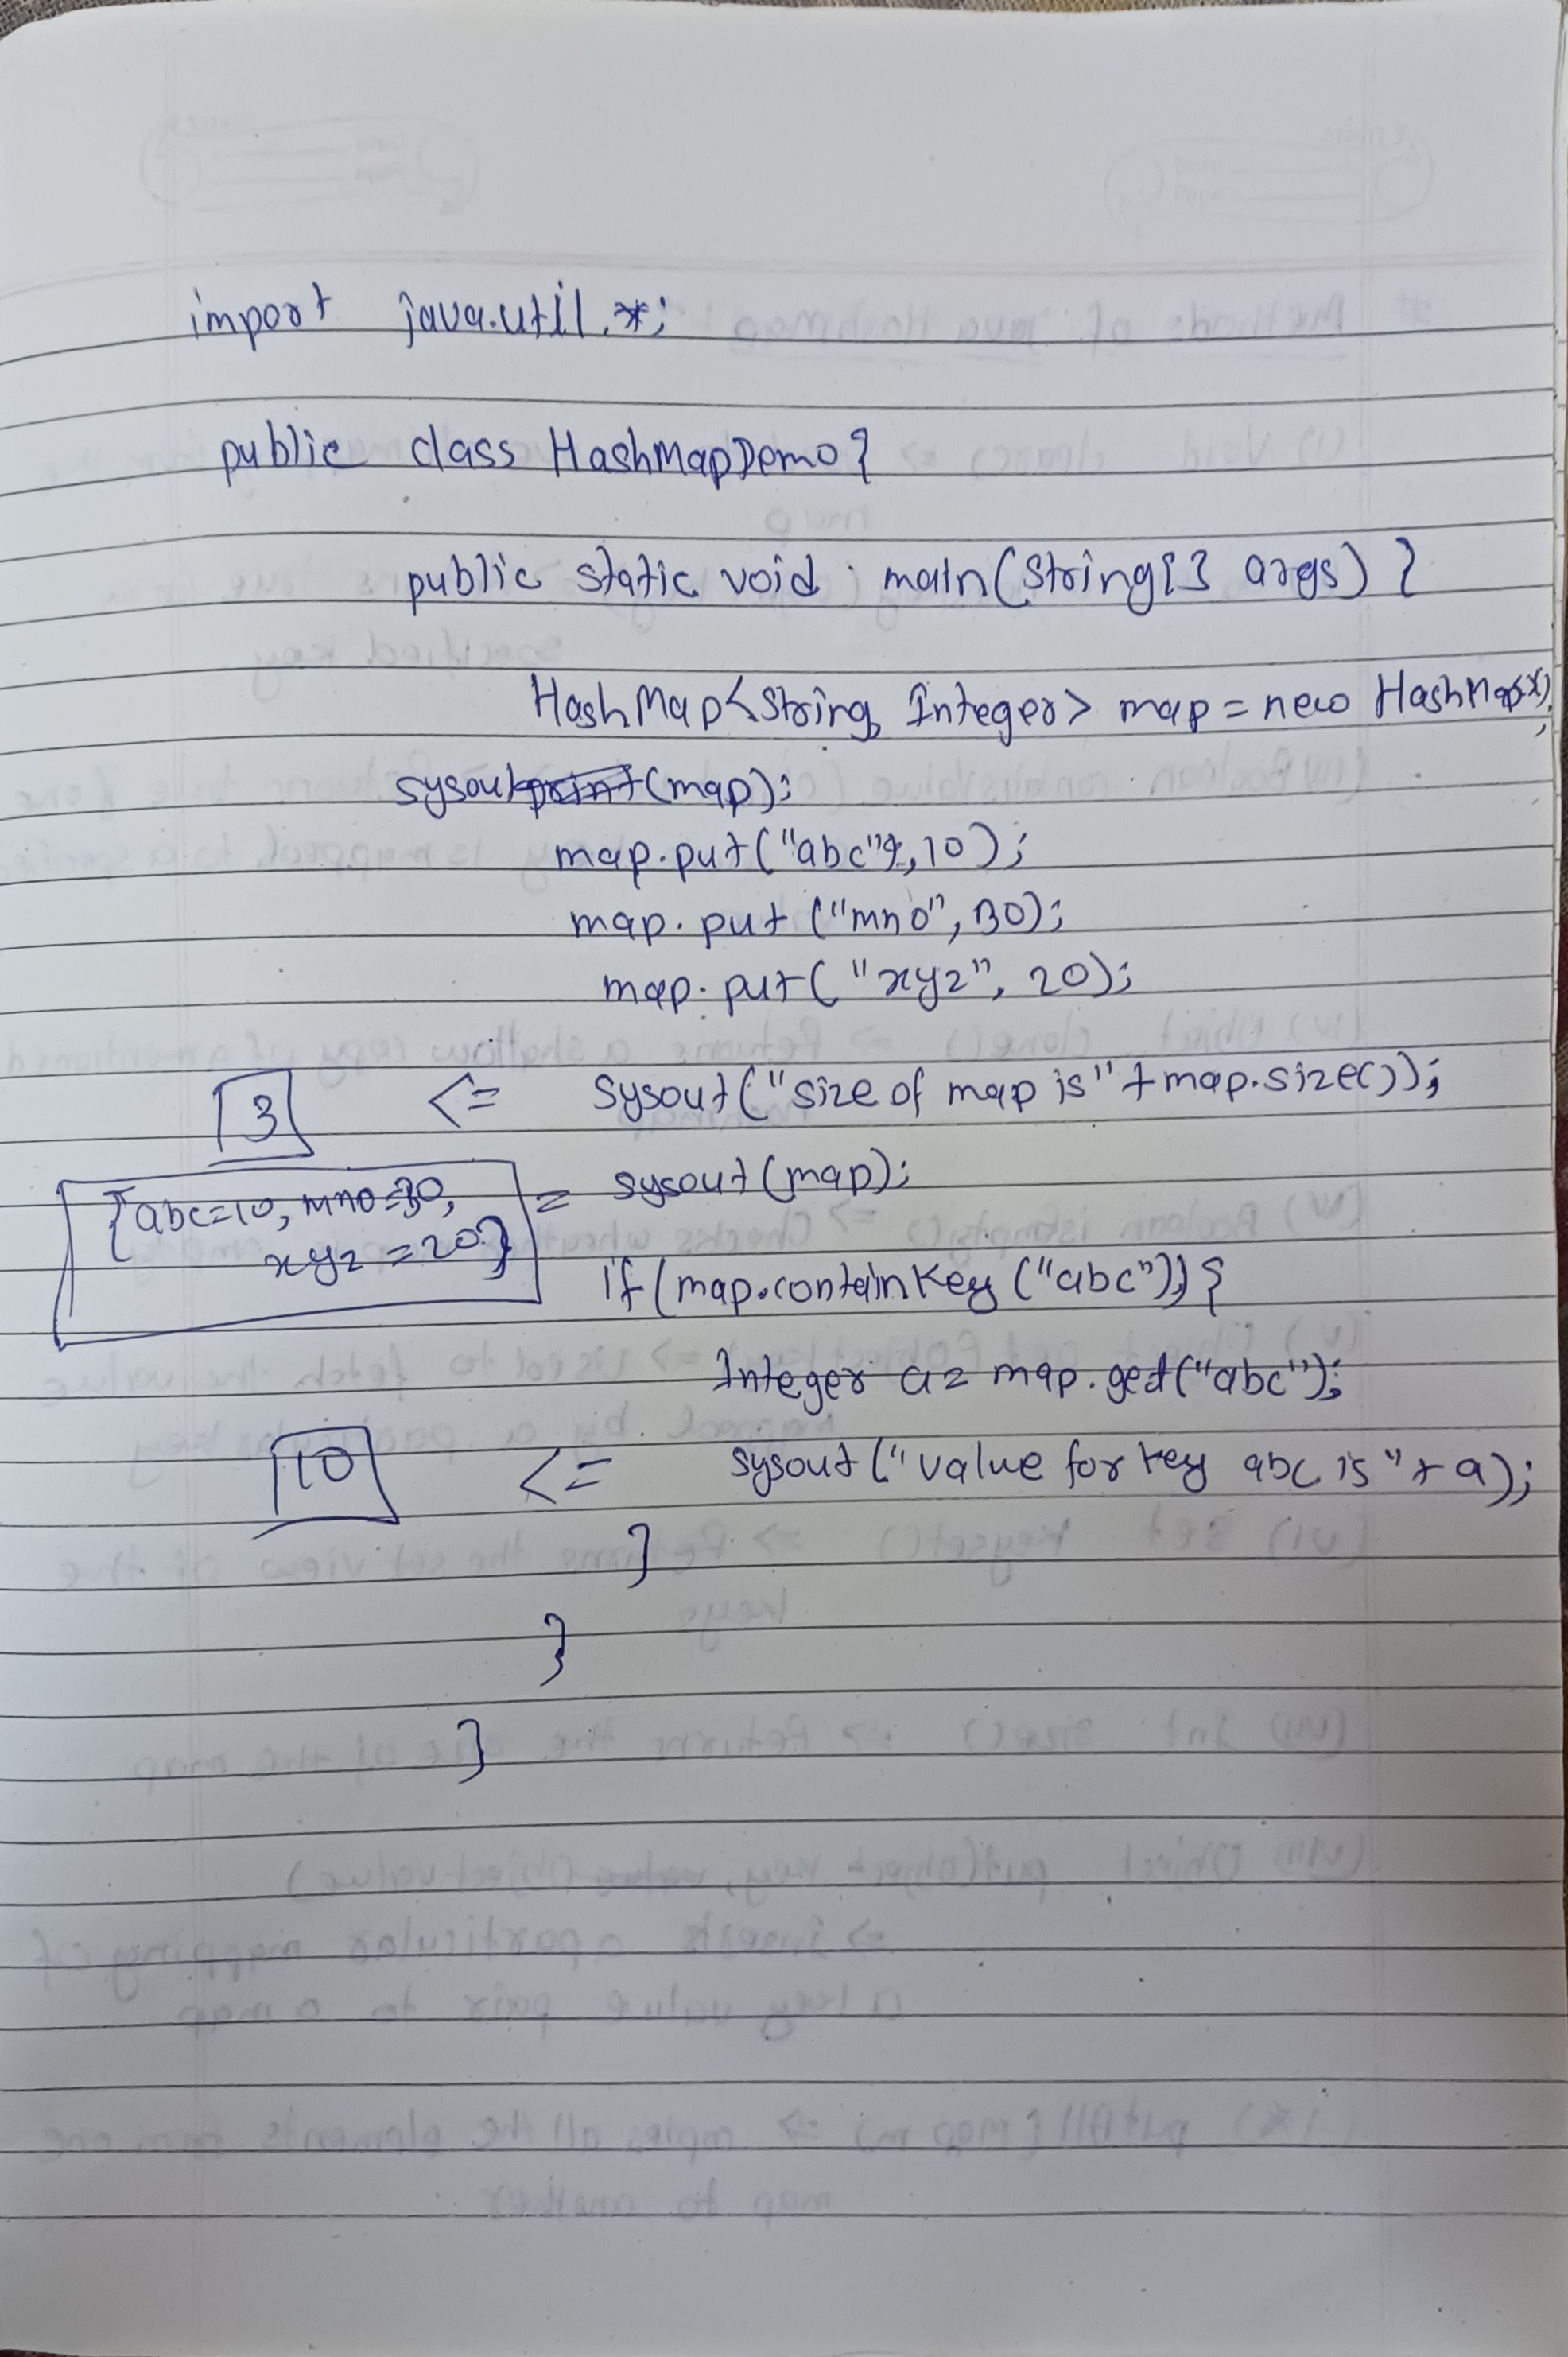 import java.util.*;
public class HashMapDemo{
public static void main(String[] args) {
HashMap<String, Integer> map = new HashMap<>();
sysout(map);
map.put("abc",10);
map.put("mno", 30);
map.put("xyz", 20);
3 <= sysout("size of map is" + map.size());
{abc=10, mno=30,
xyz=20} = sysout(map);
if(map.containKey("abc")){
Integer a = map.get("abc");
10 <= sysout("value for key abc is" + a);
}
}
}